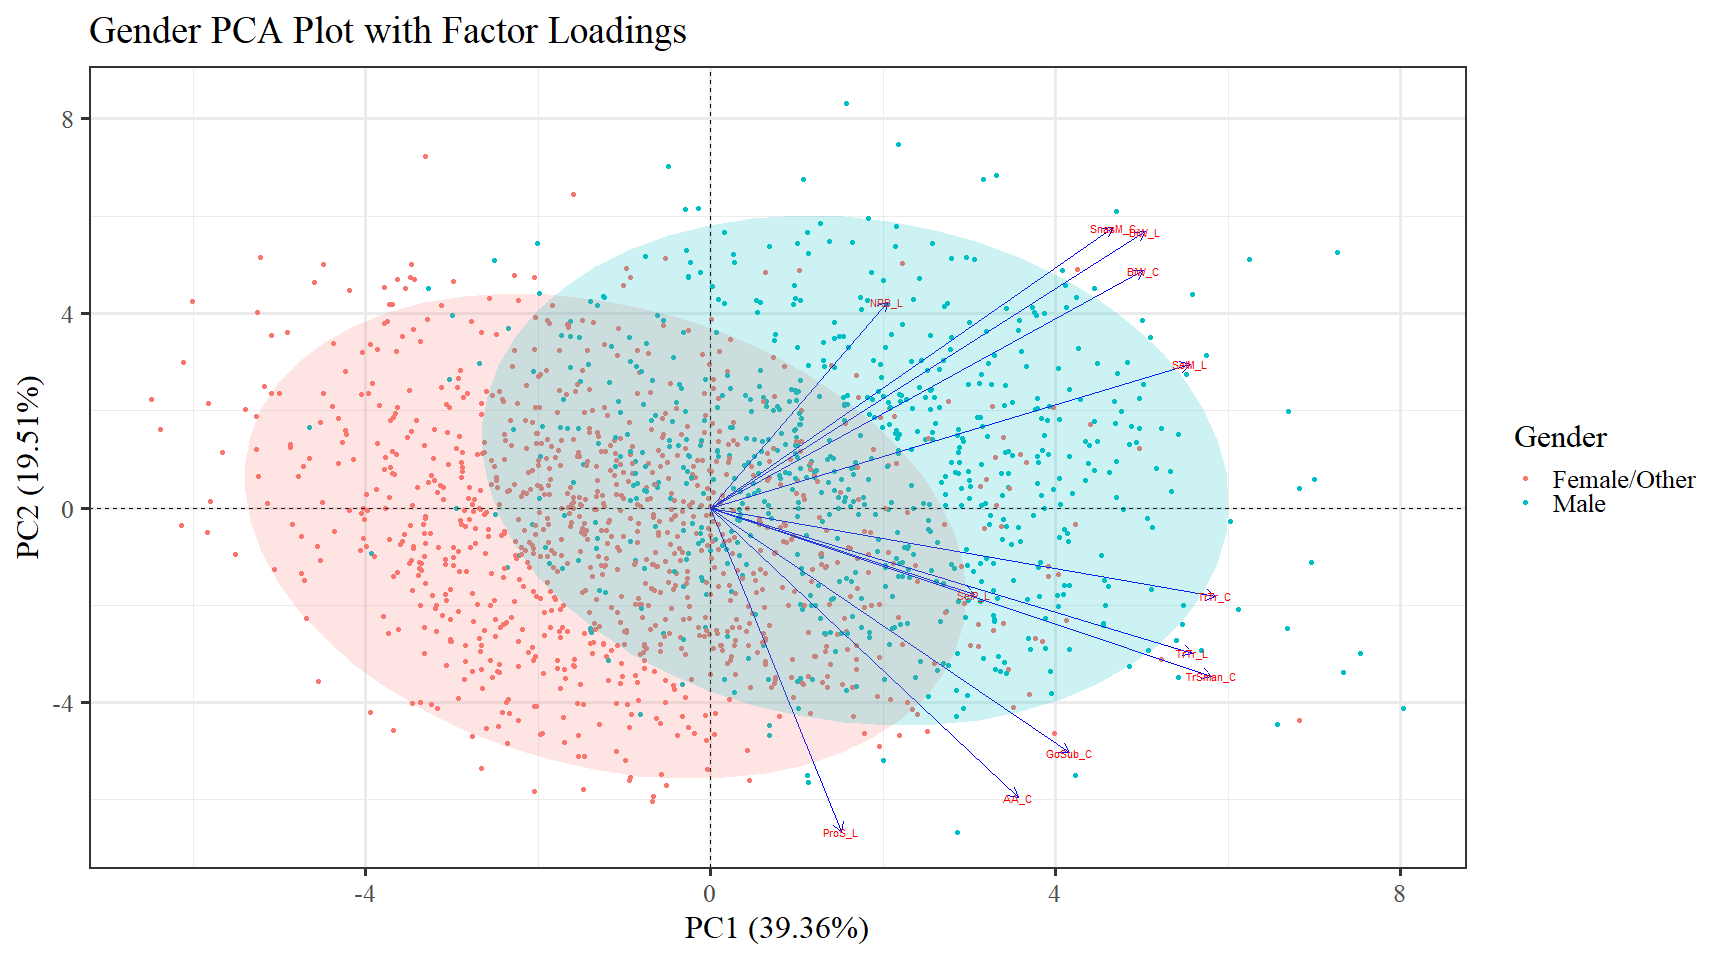 Gender PCA Plot with Factor Loadings
8
4
0
-4
-4
0
4
8
PC1 (39.36%)
PC2 (19.51%)
Gender
Female/Other
Male
NPB_L
TrTr_C
TrSman_C
GoSub_C
AA_C
ProS_L